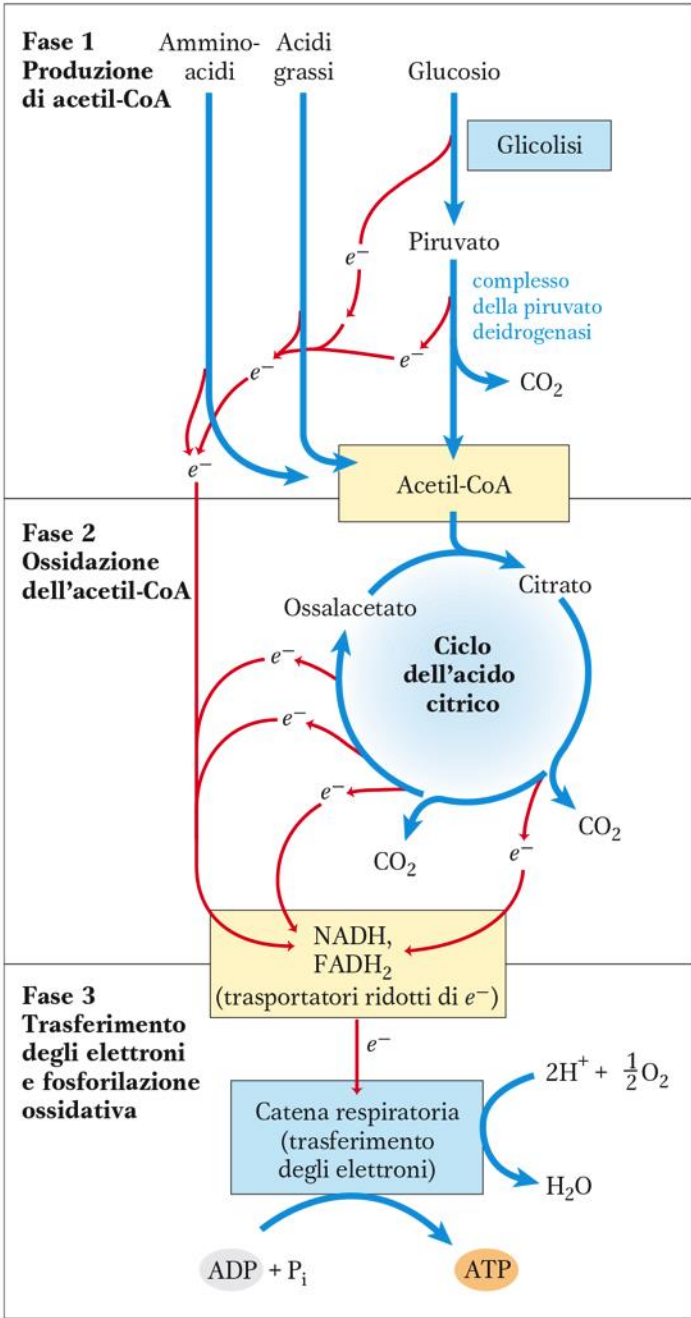 Fase 1
Produzione
di acetil-CoA
Ammino-
acidi
Acidi
grassi
Glucosio
Glicolisi
Piruvato
e⁻
complesso
della piruvato
deidrogenasi
e⁻
e⁻
CO₂
e⁻
Acetil-CoA
Fase 2
Ossidazione
dell'acetil-CoA
Ossalacetato
Citrato
Ciclo
dell'acido
citrico
e⁻
e⁻
e⁻
CO₂
e⁻
CO₂
NADH,
FADH₂
(trasportatori ridotti di e⁻)
Fase 3
Trasferimento
degli elettroni
e fosforilazione
ossidativa
e⁻
2H⁺ + ½O₂
Catena respiratoria
(trasferimento
degli elettroni)
H₂O
ADP + Pᵢ
ATP